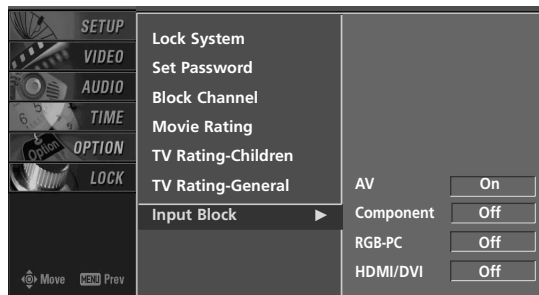 SETUP
VIDEO
AUDIO
TIME
Option OPTION
LOCK
Move MENU Prev
Lock System
Set Password
Block Channel
Movie Rating
TV Rating-Children
TV Rating-General
Input Block ▶
AV On
Component Off
RGB-PC Off
HDMI/DVI Off